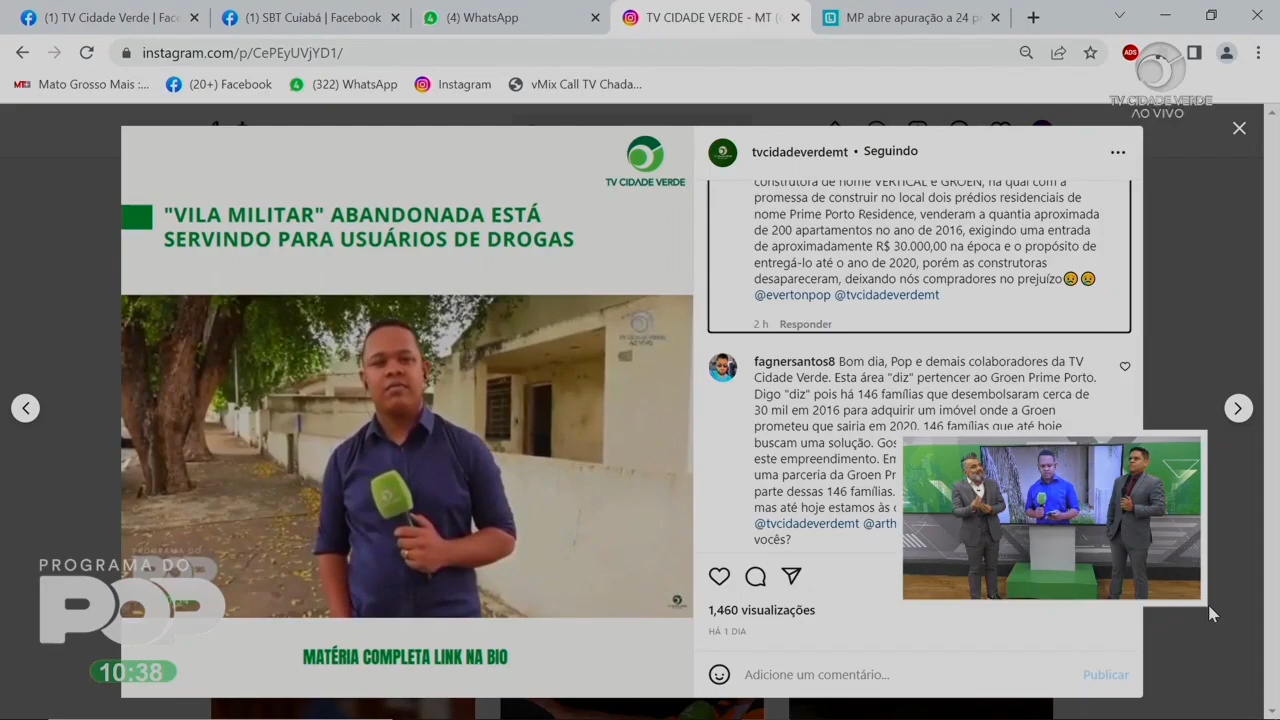 TV Cidade Verde | Face
(1) SBT Cuiabá | Facebook
(4) WhatsApp
TV CIDADE VERDE - MT (
MP abre apuração a 24 p
instagram.com/p/CePEyUVjYD1/
ADS
MT Mato Grosso Mais :...
(20+) Facebook
(322) WhatsApp
Instagram
vMix Call TV Chada...
TV CIDADE VERDE
AO VIVO
TV CIDADE VERDE
"VILA MILITAR" ABANDONADA ESTÁ
SERVINDO PARA USUÁRIOS DE DROGAS
MATÉRIA COMPLETA LINK NA BIO
PROGRAMA DO
POP
10:38
tvcidadeverdemt • Seguindo
construtora de nome VERTICAL e GROEN, na qual com a
promessa de construir no local dois prédios residenciais de
nome Prime Porto Residence, venderam a quantia aproximada
de 200 apartamentos no ano de 2016, exigindo uma entrada
de aproximadamente R$ 30.000,00 na época e o propósito de
entregá-lo até o ano de 2020, porém as construtoras
desapareceram, deixando nós compradores no prejuízo😥😥
@evertonpop @tvcidadeverdemt
2 h Responder
fagnersantos8 Bom dia, Pop e demais colaboradores da TV
Cidade Verde. Esta área "diz" pertencer ao Groen Prime Porto.
Digo "diz" pois há 146 famílias que desembolsaram cerca de
30 mil em 2016 para adquirir um imóvel onde a Groen
prometeu que sairia em 2020. 146 famílias que até hoje
buscam uma solução. Gos
este empreendimento. Em
uma parceria da Groen Pr
parte dessas 146 famílias.
mas até hoje estamos às c
@tvcidadeverdemt @arth
vocês?
1,460 visualizações
HÁ 1 DIA
Adicione um comentário...
Publicar